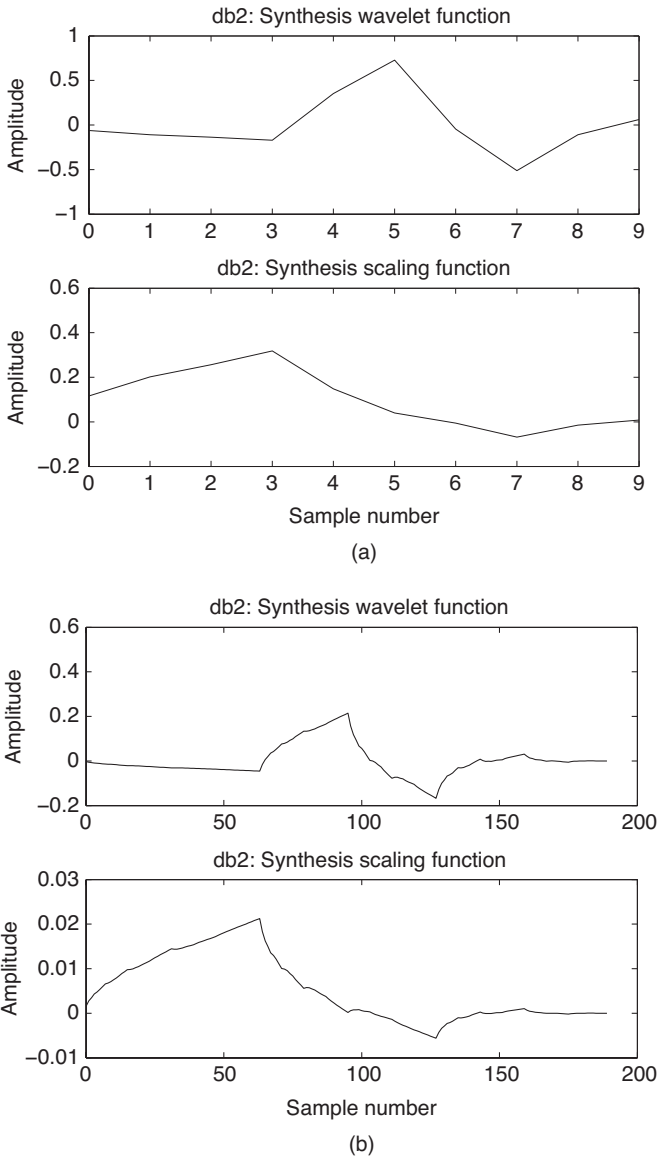 db2: Synthesis wavelet function
1
0.5
0
−0.5
−1
Amplitude
0 1 2 3 4 5 6 7 8 9
db2: Synthesis scaling function
0.6
0.4
0.2
0
−0.2
Amplitude
0 1 2 3 4 5 6 7 8 9
Sample number
(a)
db2: Synthesis wavelet function
0.6
0.4
0.2
0
−0.2
Amplitude
0 50 100 150 200
db2: Synthesis scaling function
0.03
0.02
0.01
0
−0.01
Amplitude
0 50 100 150 200
Sample number
(b)